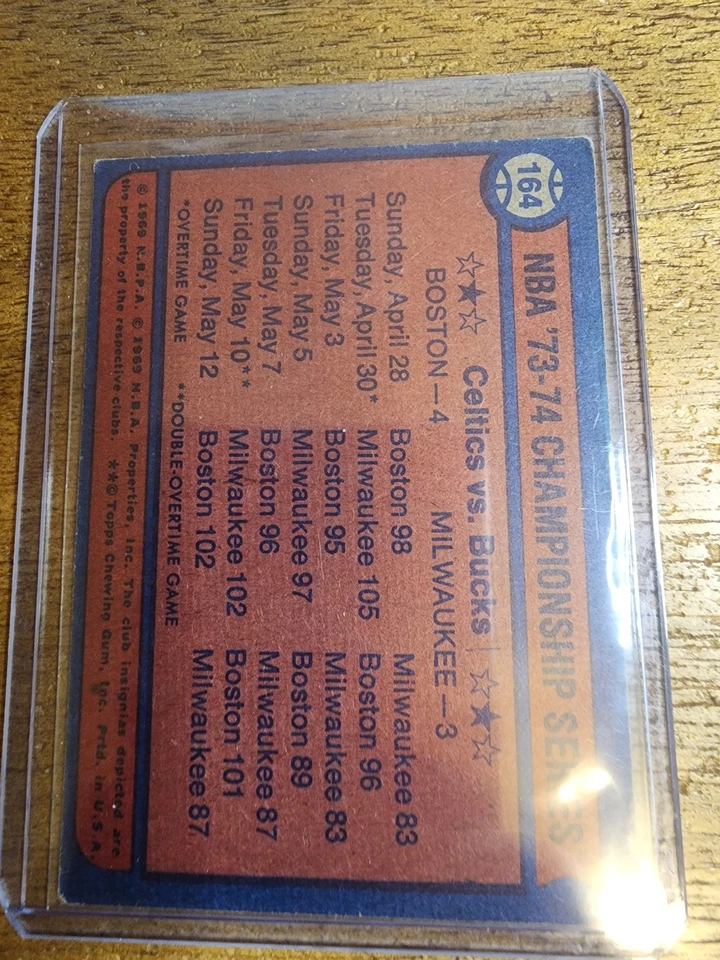 164
NBA '73-74 CHAMPIONSHIP SERIES
Celtics vs. Bucks
BOSTON—4 MILWAUKEE—3
Sunday, April 28 Boston 98 Milwaukee 83
Tuesday, April 30* Milwaukee 105 Boston 96
Friday, May 3 Boston 95 Milwaukee 83
Sunday, May 5 Milwaukee 97 Boston 89
Tuesday, May 7 Boston 96 Milwaukee 87
Friday, May 10** Milwaukee 102 Boston 101
Sunday, May 12 Boston 102 Milwaukee 87
*OVERTIME GAME **DOUBLE-OVERTIME GAME
© 1969 N.B.P.A. © 1969 N.B.A. Properties, Inc. The club insignias depicted are
the property of the respective clubs. **© Topps Chewing Gum, Inc. Prtd. in U.S.A.